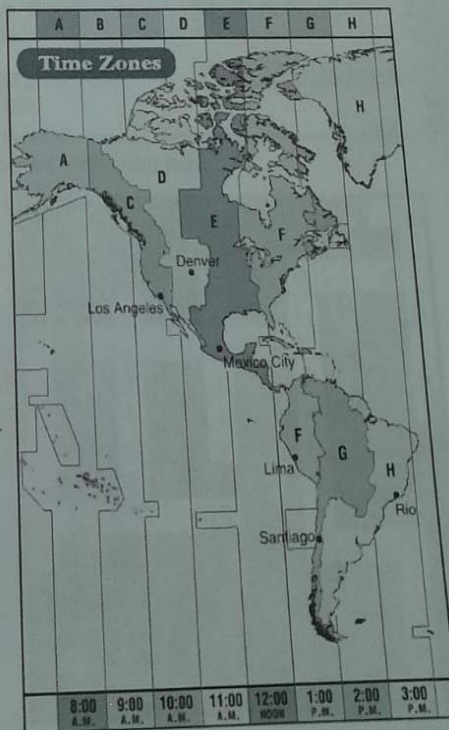 A B C D E F G H
Time Zones
H
A
D
C
E
F
Denver
Los Angeles
Mexico City
F
G
H
Lima
Rio
Santiago
8:00 9:00 10:00 11:00 12:00 1:00 2:00 3:00
A.M. A.M. A.M. A.M. NOON P.M. P.M. P.M.